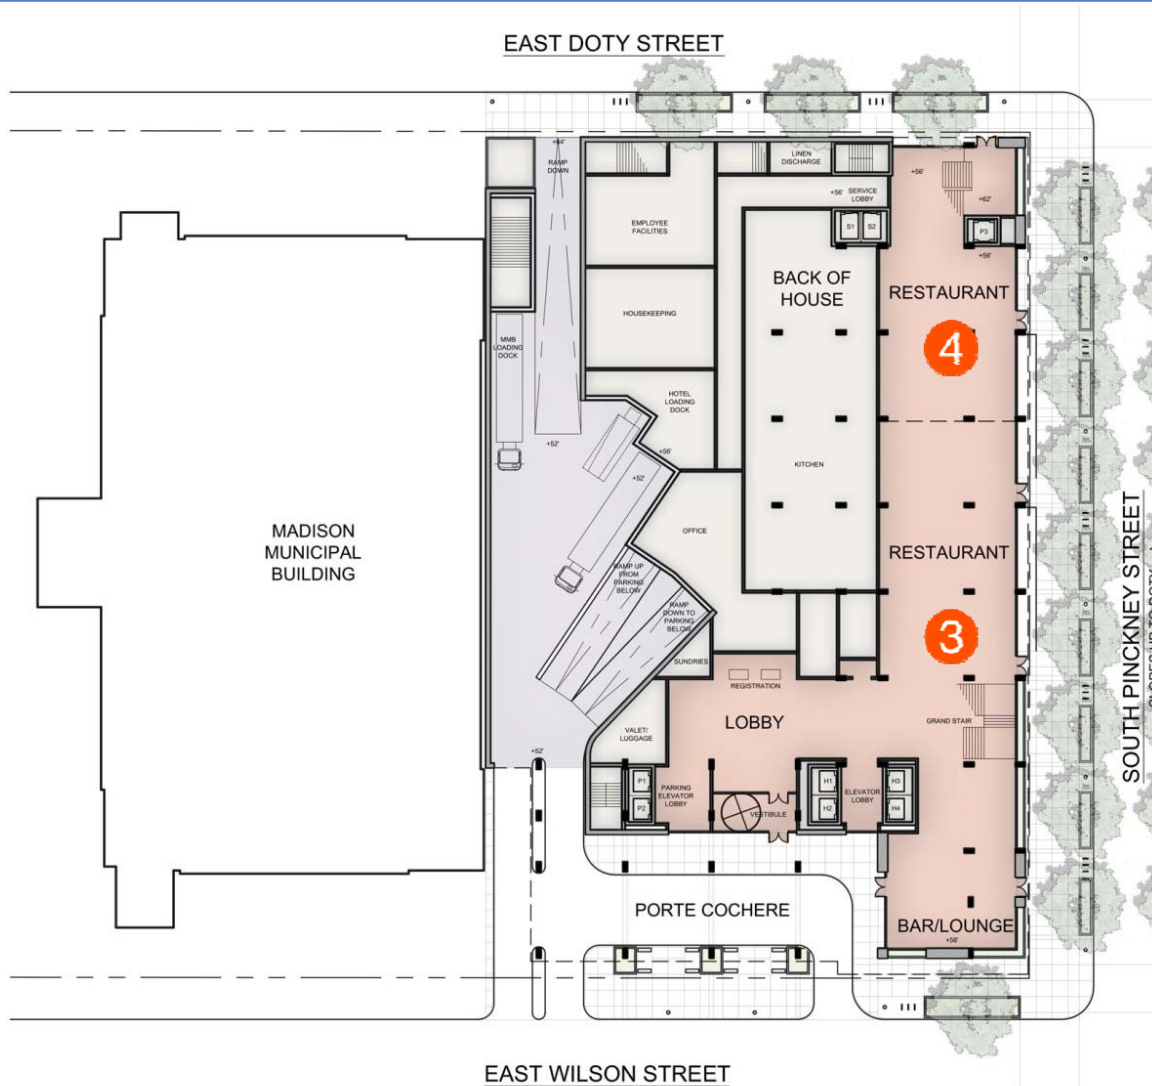 EAST DOTY STREET
+64'
RAMP
DOWN
LINEN
DISCHARGE
+56'
SERVICE
LOBBY
+56'
+62'
EMPLOYEE
FACILITIES
S1
S2
P3
+56'
BACK OF
HOUSE
RESTAURANT
HOUSEKEEPING
MMB
LOADING
DOCK
4
HOTEL
LOADING
DOCK
+52'
+56'
KITCHEN
+52'
MADISON
MUNICIPAL
BUILDING
OFFICE
RESTAURANT
RAMP UP
FROM
PARKING
BELOW
RAMP
DOWN TO
PARKING
BELOW
3
SOUTH PINCKNEY STREET
SUNDRIES
REGISTRATION
LOBBY
GRAND STAIR
VALET/
LUGGAGE
+52'
P1
P2
PARKING
ELEVATOR
LOBBY
VESTIBULE
H1
H2
ELEVATOR
LOBBY
H3
H4
PORTE COCHERE
BAR/LOUNGE
+56'
EAST WILSON STREET